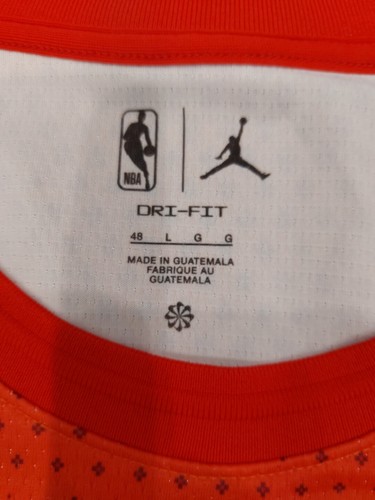 NBA
DRI-FIT
48 L G G
MADE IN GUATEMALA
FABRIQUE AU
GUATEMALA